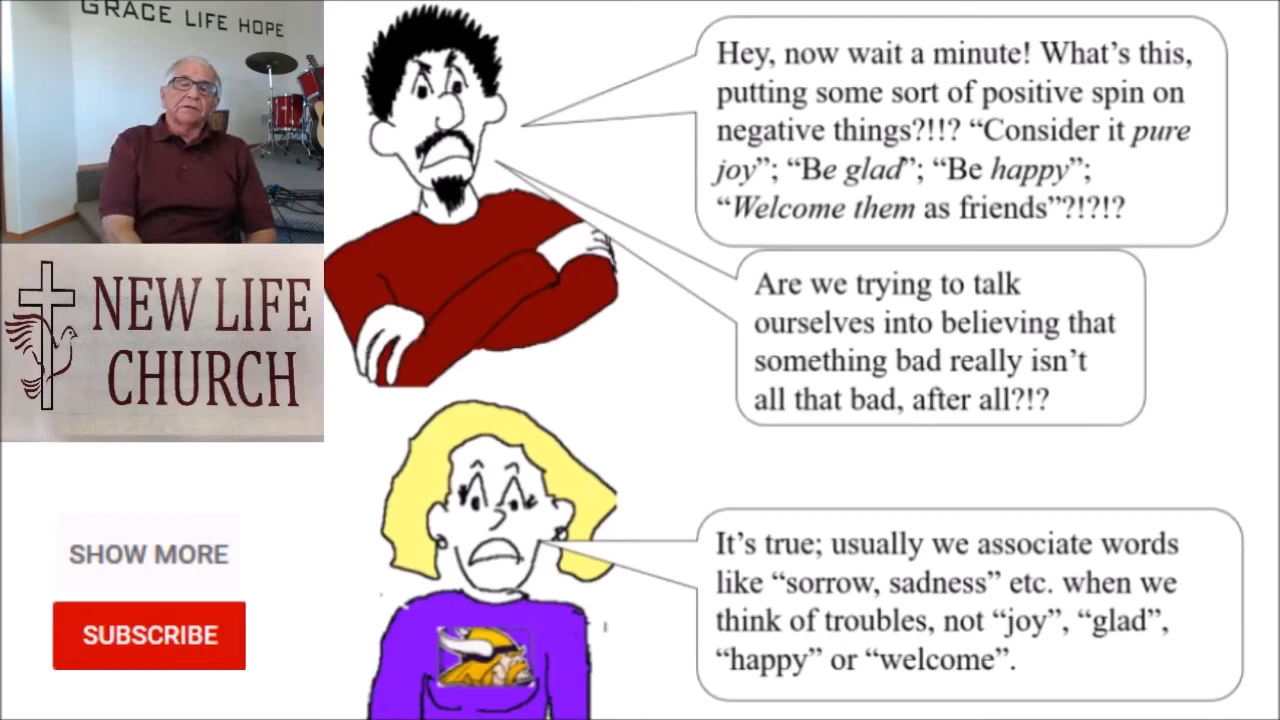 GRACE LIFE HOPE
NEW LIFE
CHURCH
SHOW MORE
SUBSCRIBE
Hey, now wait a minute! What’s this,
putting some sort of positive spin on
negative things?!!? “Consider it pure
joy”; “Be glad”; “Be happy”;
“Welcome them as friends”?!?!?
Are we trying to talk
ourselves into believing that
something bad really isn’t
all that bad, after all?!?
It’s true; usually we associate words
like “sorrow, sadness” etc. when we
think of troubles, not “joy”, “glad”,
“happy” or “welcome”.